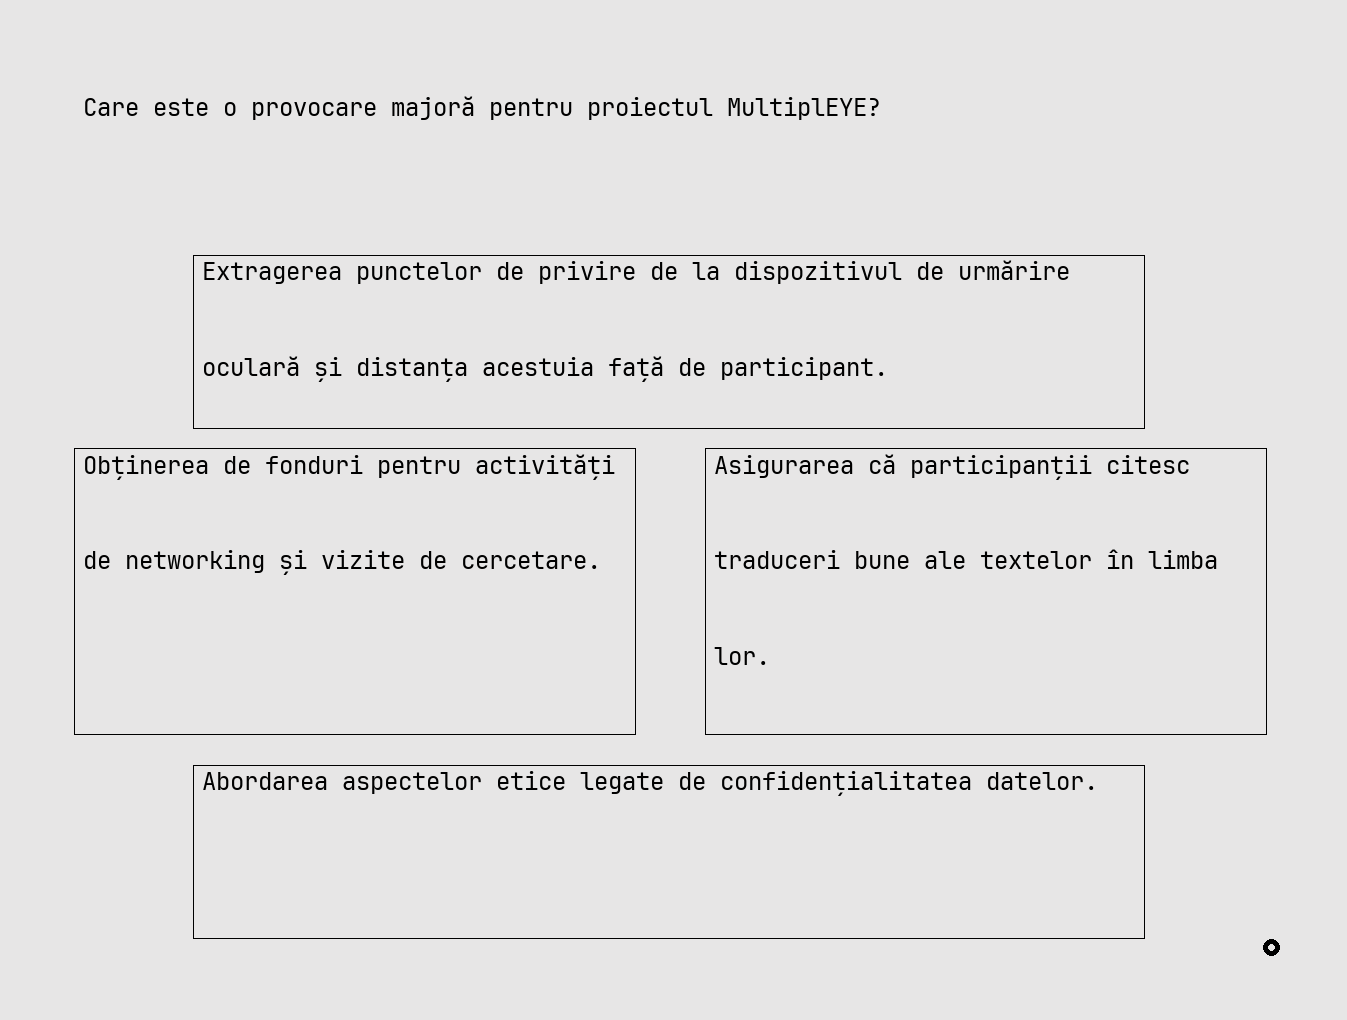 Care este o provocare majoră pentru proiectul MultiplEYE?
Extragerea punctelor de privire de la dispozitivul de urmărire
oculară și distanța acestuia față de participant.
Obținerea de fonduri pentru activități
de networking și vizite de cercetare.
Asigurarea că participanții citesc
traduceri bune ale textelor în limba
lor.
Abordarea aspectelor etice legate de confidențialitatea datelor.